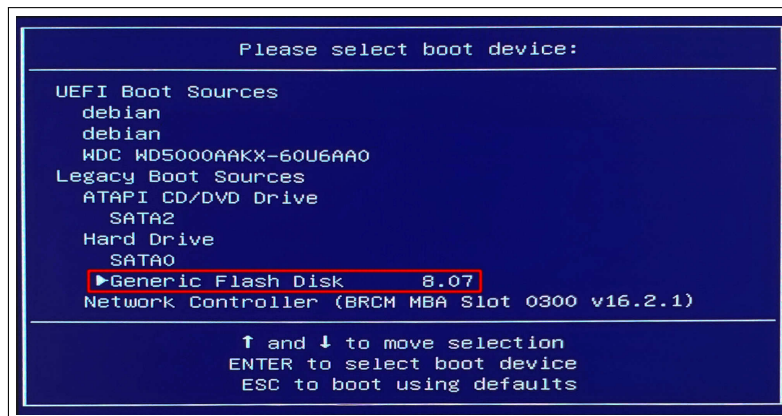 Please select boot device:
UEFI Boot Sources
debian
debian
WDC WD5000AAKX-60U6AA0
Legacy Boot Sources
ATAPI CD/DVD Drive
SATA2
Hard Drive
SATA0
▶Generic Flash Disk 8.07
Network Controller (BRCM MBA Slot 0300 v16.2.1)
↑ and ↓ to move selection
ENTER to select boot device
ESC to boot using defaults